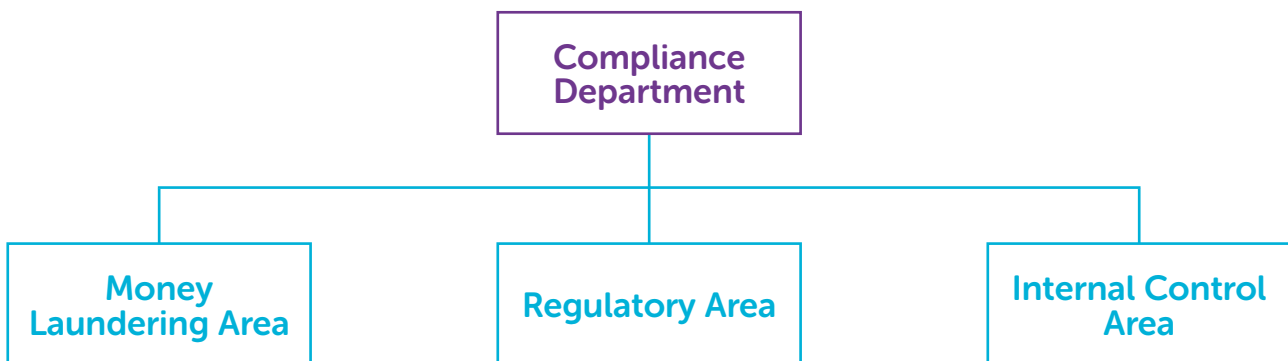 Compliance
Department
Money
Laundering Area
Regulatory Area
Internal Control
Area